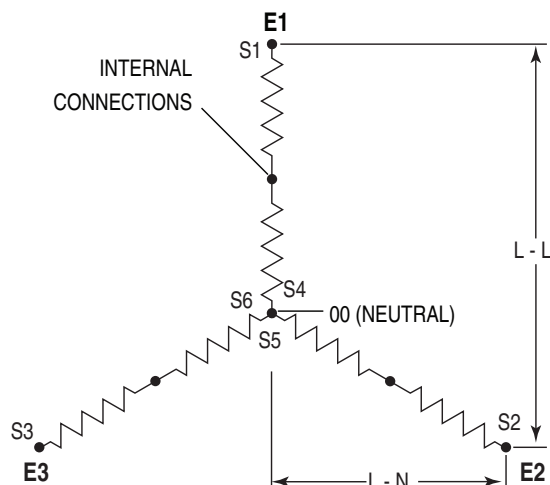 E1
S1
INTERNAL
CONNECTIONS
L - L
S4
S6
00 (NEUTRAL)
S5
S3
S2
E3
E2
L - N